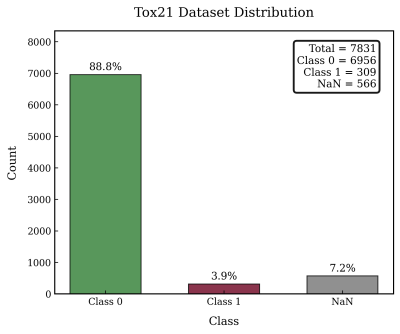 Tox21 Dataset Distribution
Total = 7831
Class 0 = 6956
Class 1 = 309
NaN = 566
88.8%
3.9%
7.2%
8000
7000
6000
5000
4000
3000
2000
1000
0
Count
Class 0 Class 1 NaN
Class